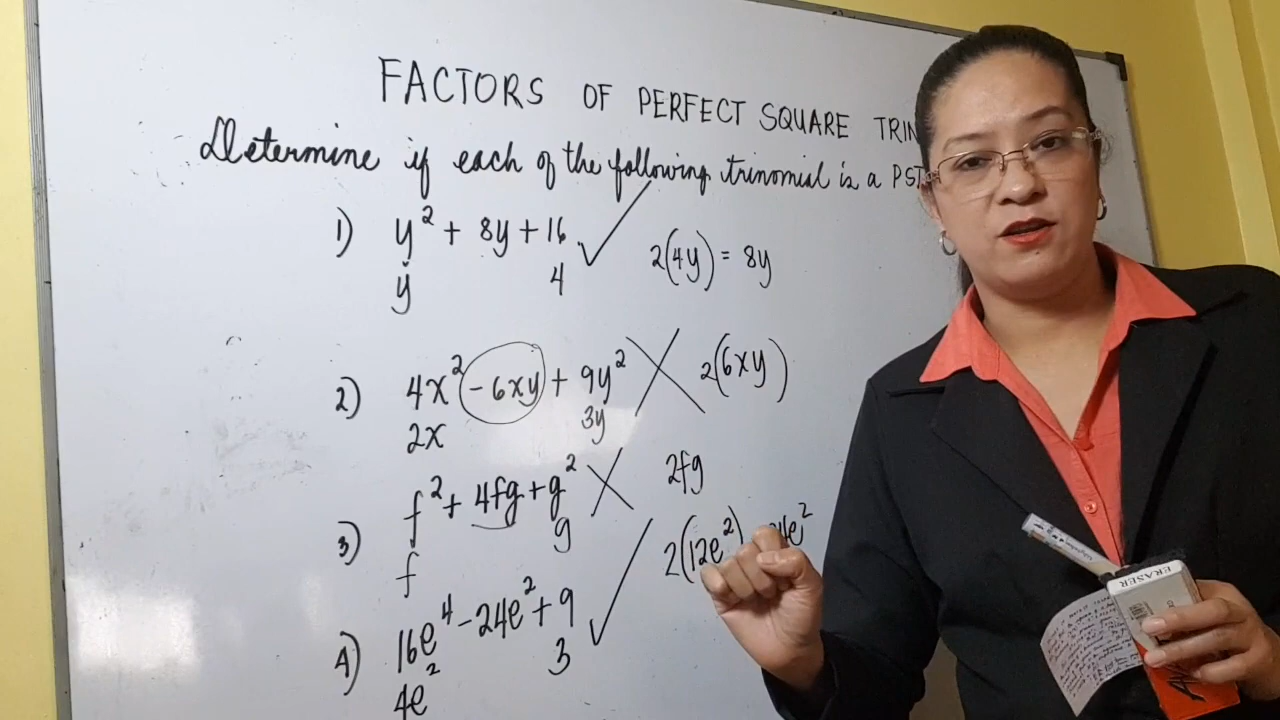 FACTORS OF PERFECT SQUARE TRIN
Determine if each of the following trinomial is a PST
1) y² + 8y + 16 ✓ 2(4y) = 8y
y 4
2) 4x² - 6xy + 9y² X 2(6xy)
2x 3y
3) f² + 4fg + g² X 2fg
f g
4) 16e⁴ - 24e² + 9 ✓ 2(12e²) 24e²
4e² 3
ERASER